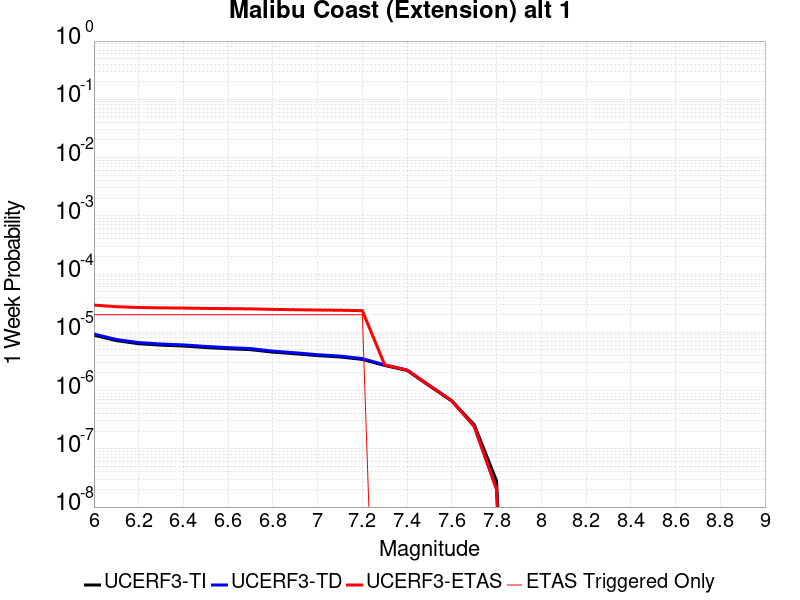 Malibu Coast (Extension) alt 1
10^0
10^-1
10^-2
10^-3
10^-4
10^-5
10^-6
10^-7
10^-8
1 Week Probability
6 6.2 6.4 6.6 6.8 7 7.2 7.4 7.6 7.8 8 8.2 8.4 8.6 8.8 9
Magnitude
UCERF3-TI UCERF3-TD UCERF3-ETAS ETAS Triggered Only